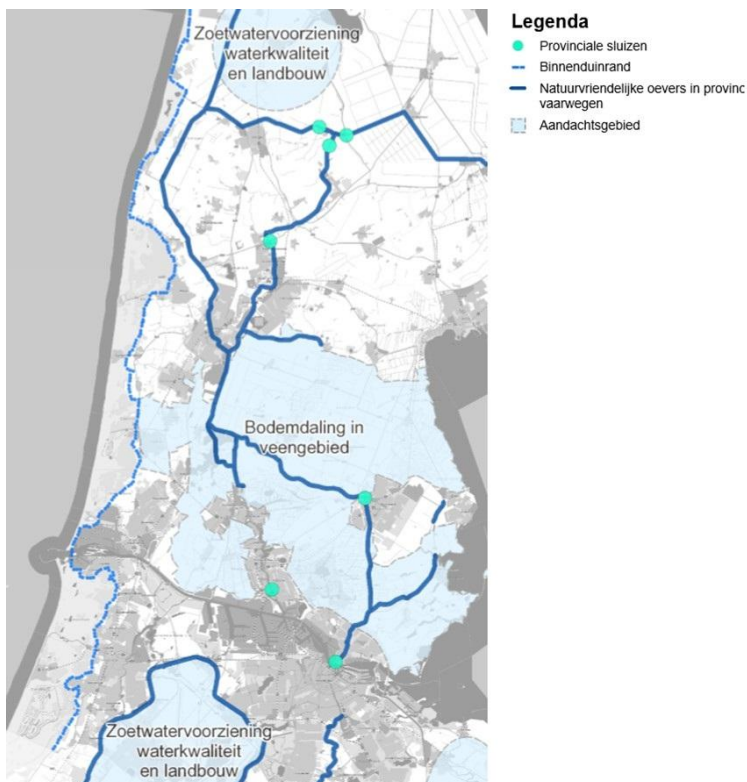 Zoetwatervoorziening
waterkwaliteit
en landbouw
Bodemdaling in
veengebied
Zoetwatervoorziening
waterkwaliteit
en landbouw
Legenda
Provinciale sluizen
Binnenduinrand
Natuurvriendelijke oevers in provinc
vaarwegen
Aandachtsgebied